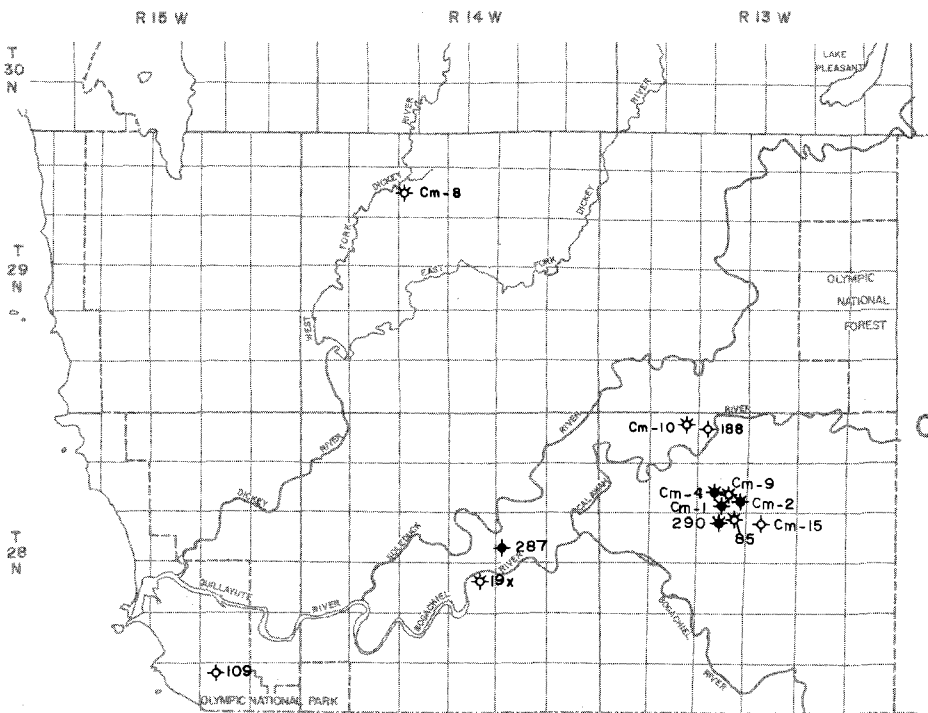 R 15 W
R 14 W
R 13 W
T
30
N
LAKE
PLEASANT
RIVER
RIVER
DICKEY
Cm-8
DICKEY
FORK
T
29
N
EAST
FORK
WEST
OLYMPIC
NATIONAL
FOREST
RIVER
Cm-10
188
RIVER
RIVER
Cm-9
Cm-4
Cm-2
Cm-1
CALAWAH
DICKEY
290
Cm-15
85
T
28
N
287
RIVER
19x
QUILLAYUTE
RIVER
BOGACHIEL
BOGACHIEL
RIVER
109
OLYMPIC NATIONAL PARK